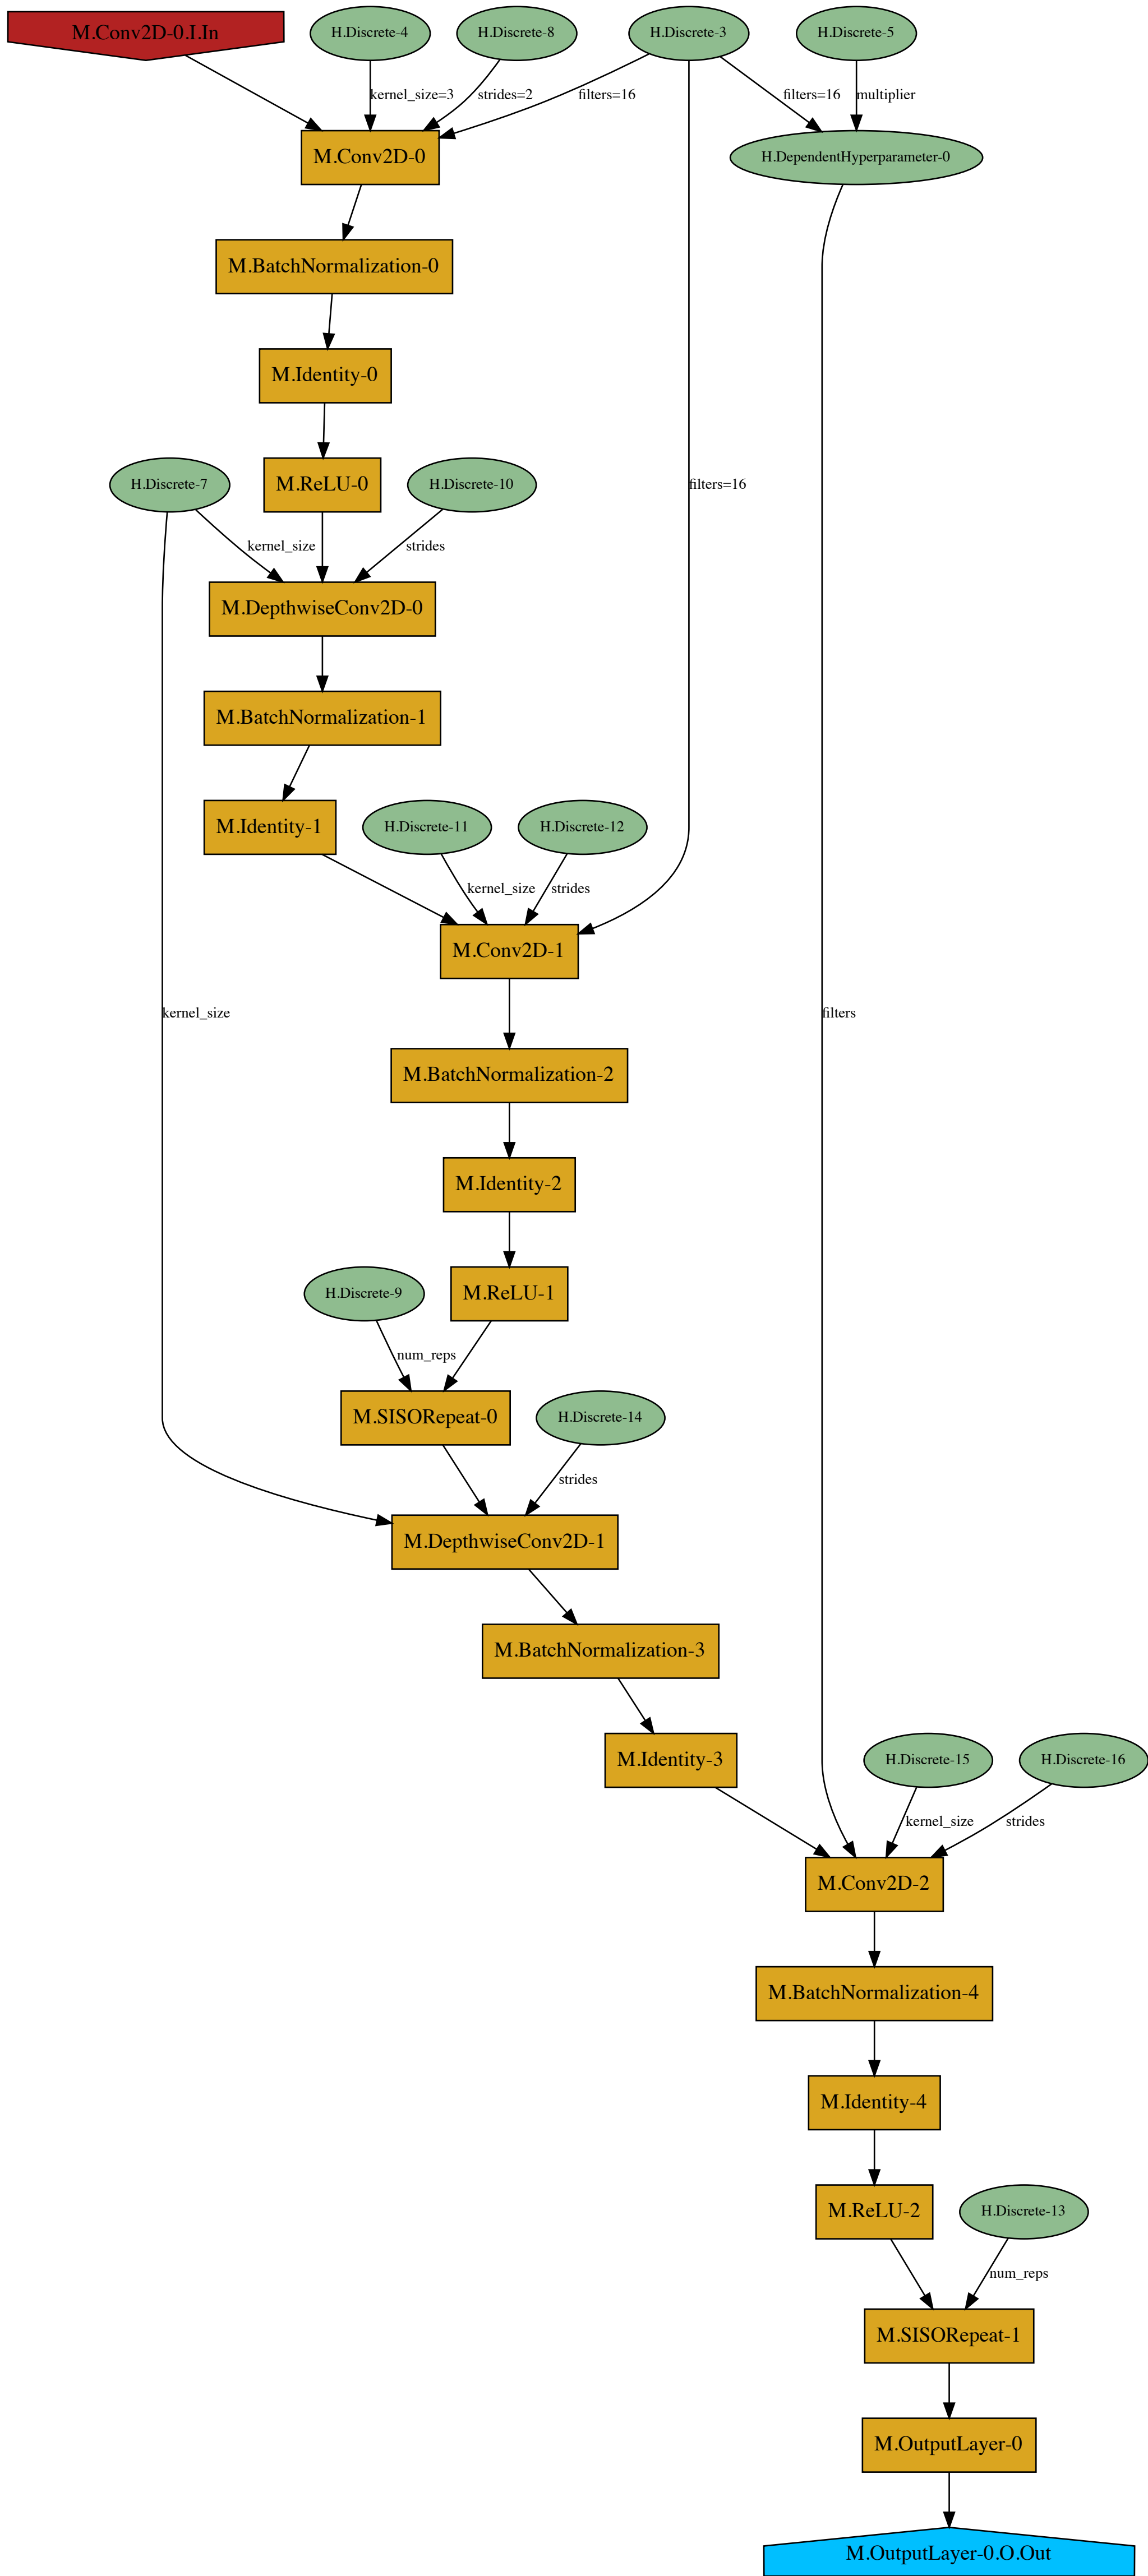 M.Conv2D-0.I.In
H.Discrete-4
H.Discrete-8
H.Discrete-3
H.Discrete-5
kernel_size=3
strides=2
filters=16
filters=16
multiplier
M.Conv2D-0
H.DependentHyperparameter-0
M.BatchNormalization-0
M.Identity-0
H.Discrete-7
M.ReLU-0
H.Discrete-10
filters=16
kernel_size
strides
M.DepthwiseConv2D-0
M.BatchNormalization-1
M.Identity-1
H.Discrete-11
H.Discrete-12
kernel_size
strides
M.Conv2D-1
kernel_size
filters
M.BatchNormalization-2
M.Identity-2
H.Discrete-9
M.ReLU-1
num_reps
M.SISORepeat-0
H.Discrete-14
strides
M.DepthwiseConv2D-1
M.BatchNormalization-3
M.Identity-3
H.Discrete-15
H.Discrete-16
kernel_size
strides
M.Conv2D-2
M.BatchNormalization-4
M.Identity-4
M.ReLU-2
H.Discrete-13
num_reps
M.SISORepeat-1
M.OutputLayer-0
M.OutputLayer-0.O.Out